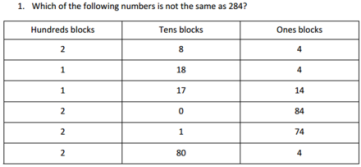 1. Which of the following numbers is not the same as 284?
Hundreds blocks Tens blocks Ones blocks
2 8 4
1 18 4
1 17 14
2 0 84
2 1 74
2 80 4